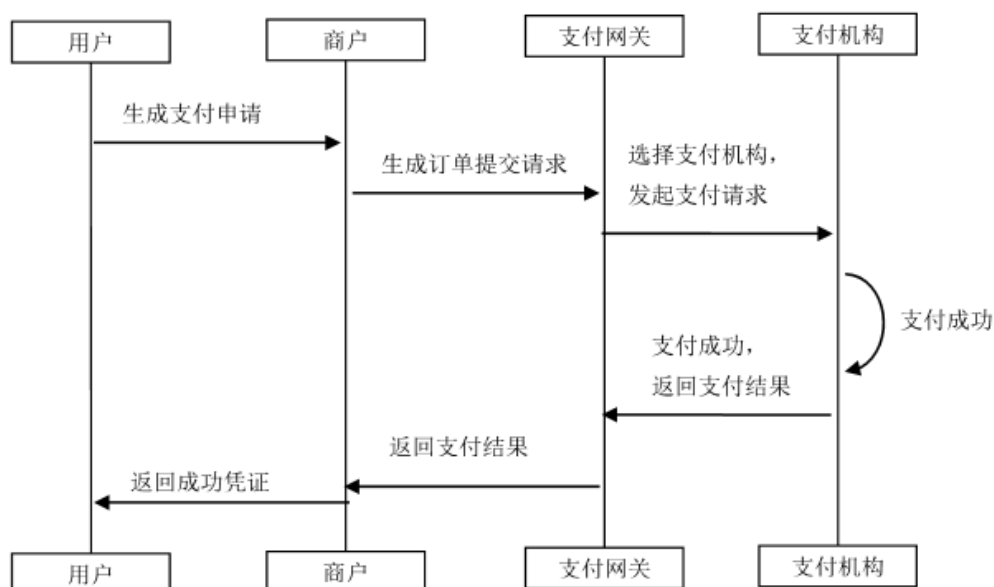 用户
商户
支付网关
支付机构
生成支付申请
生成订单提交请求
选择支付机构，
发起支付请求
支付成功
支付成功，
返回支付结果
返回支付结果
返回成功凭证
用户
商户
支付网关
支付机构